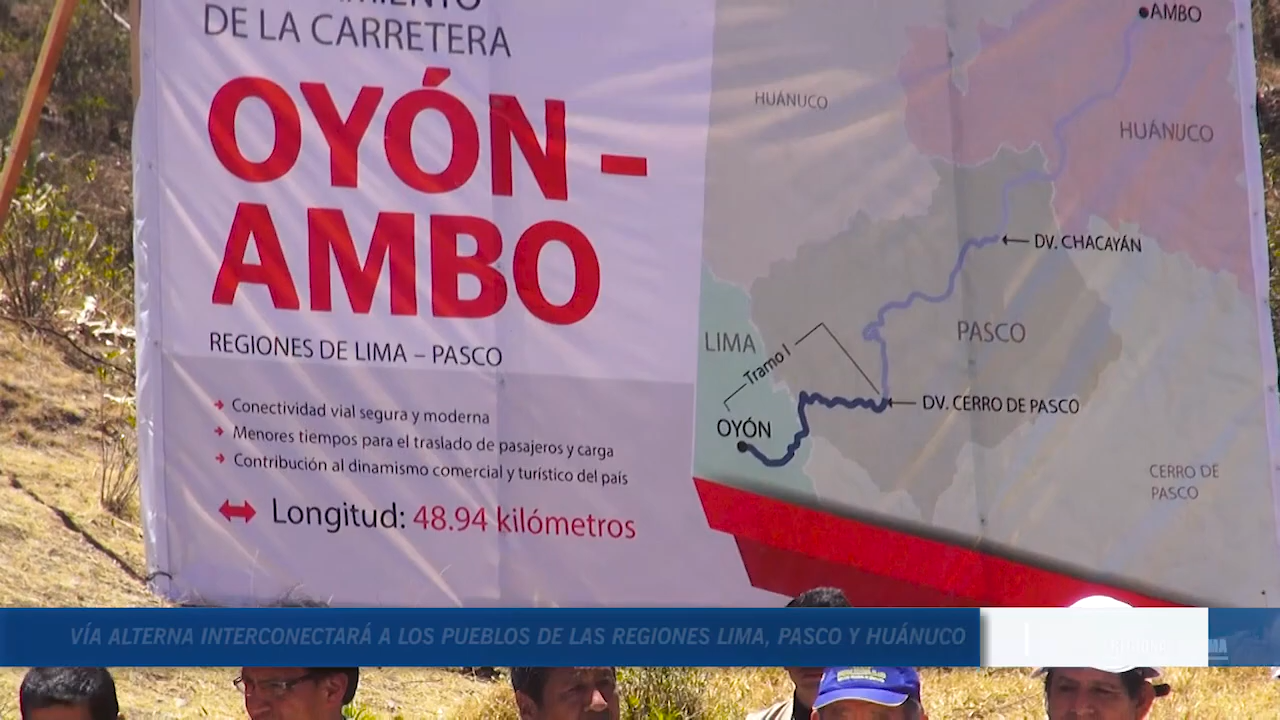 DE LA CARRETERA
OYÓN -
AMBO
REGIONES DE LIMA – PASCO
Conectividad vial segura y moderna
Menores tiempos para el traslado de pasajeros y carga
Contribución al dinamismo comercial y turístico del país
Longitud: 48.94 kilómetros
AMBO
HUÁNUCO
HUÁNUCO
DV. CHACAYÁN
PASCO
LIMA
Tramo I
DV. CERRO DE PASCO
OYÓN
CERRO DE
PASCO
VÍA ALTERNA INTERCONECTARÁ A LOS PUEBLOS DE LAS REGIONES LIMA, PASCO Y HUÁNUCO